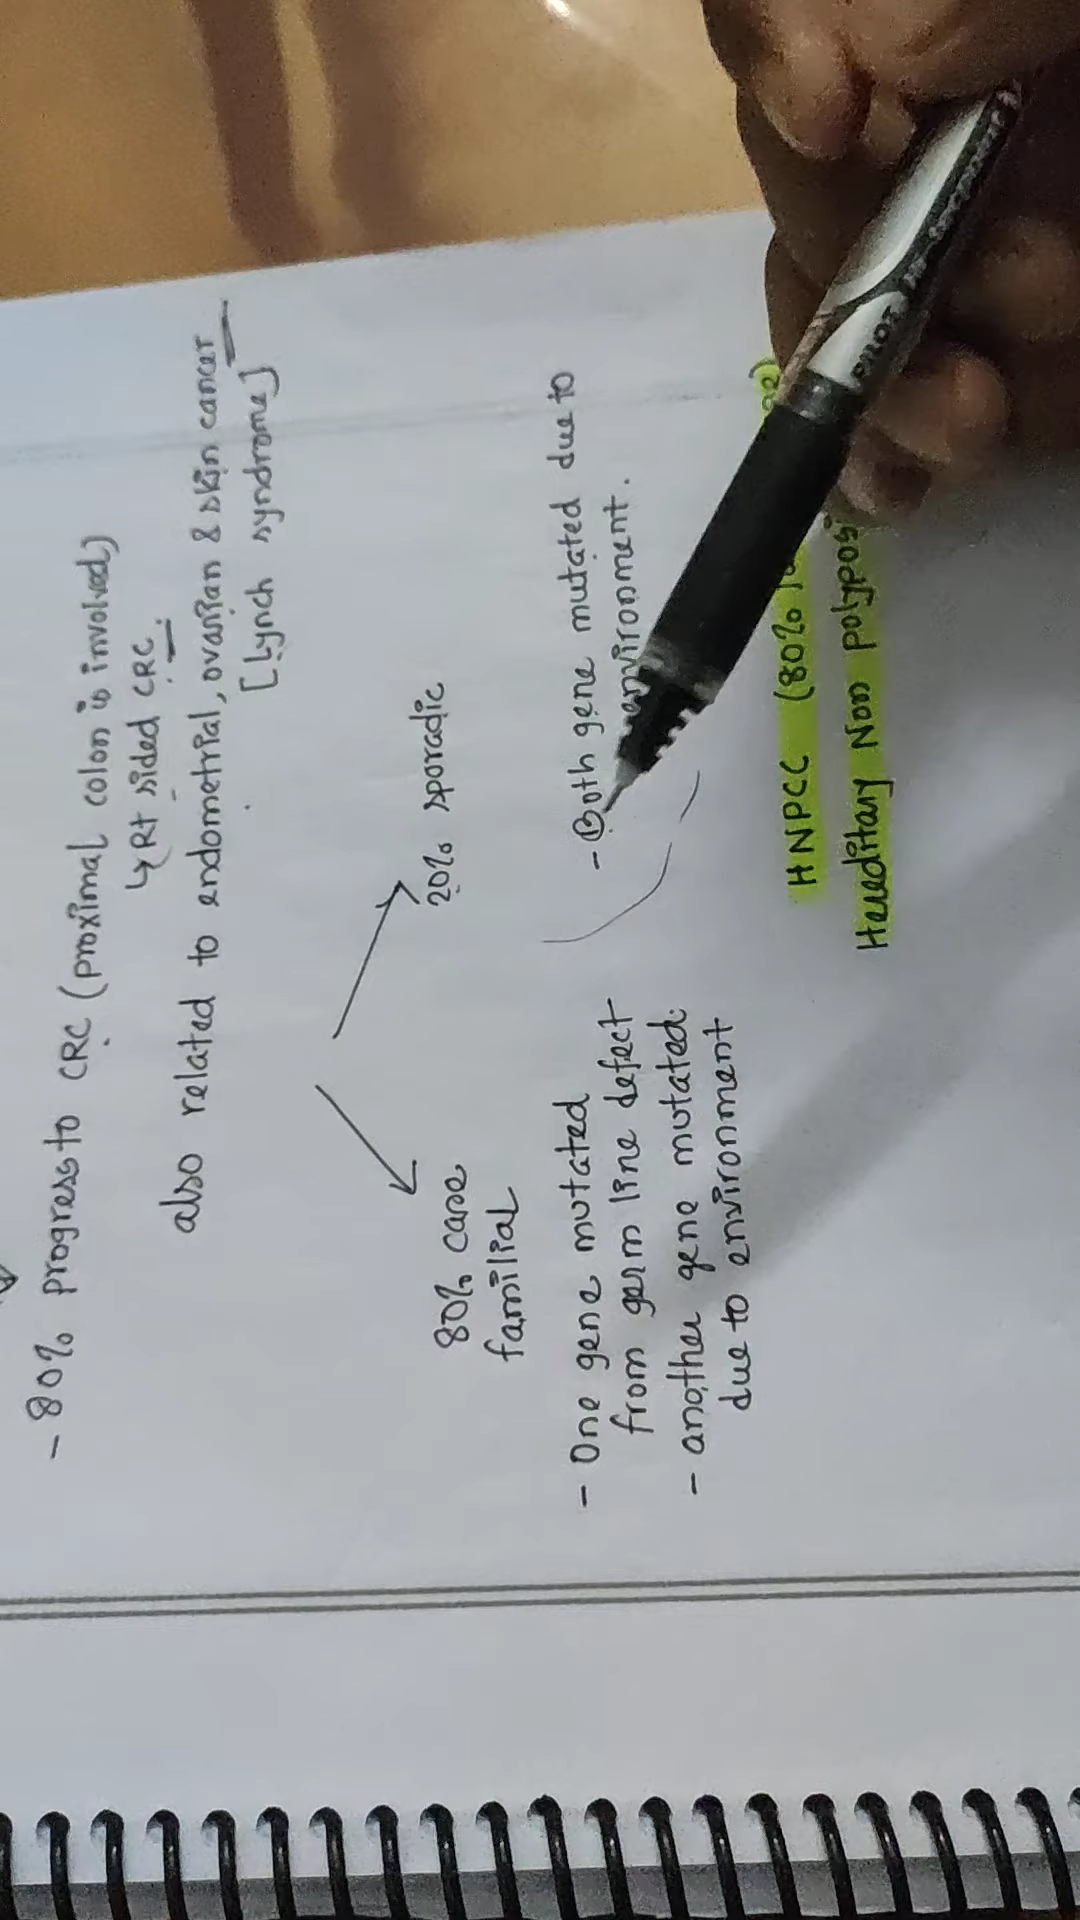 - 80% progress to CRC (proximal colon is involved)
↳ Rt sided CRC
also related to endometrial, ovarian & skin cancer
[Lynch syndrome]
80% case
familial
20% sporadic
- One gene mutated
from germ line defect
- another gene mutated
due to environment
- Both gene mutated due to
environment.
HNPCC (80%
Hereditary Non polypos
PILOT